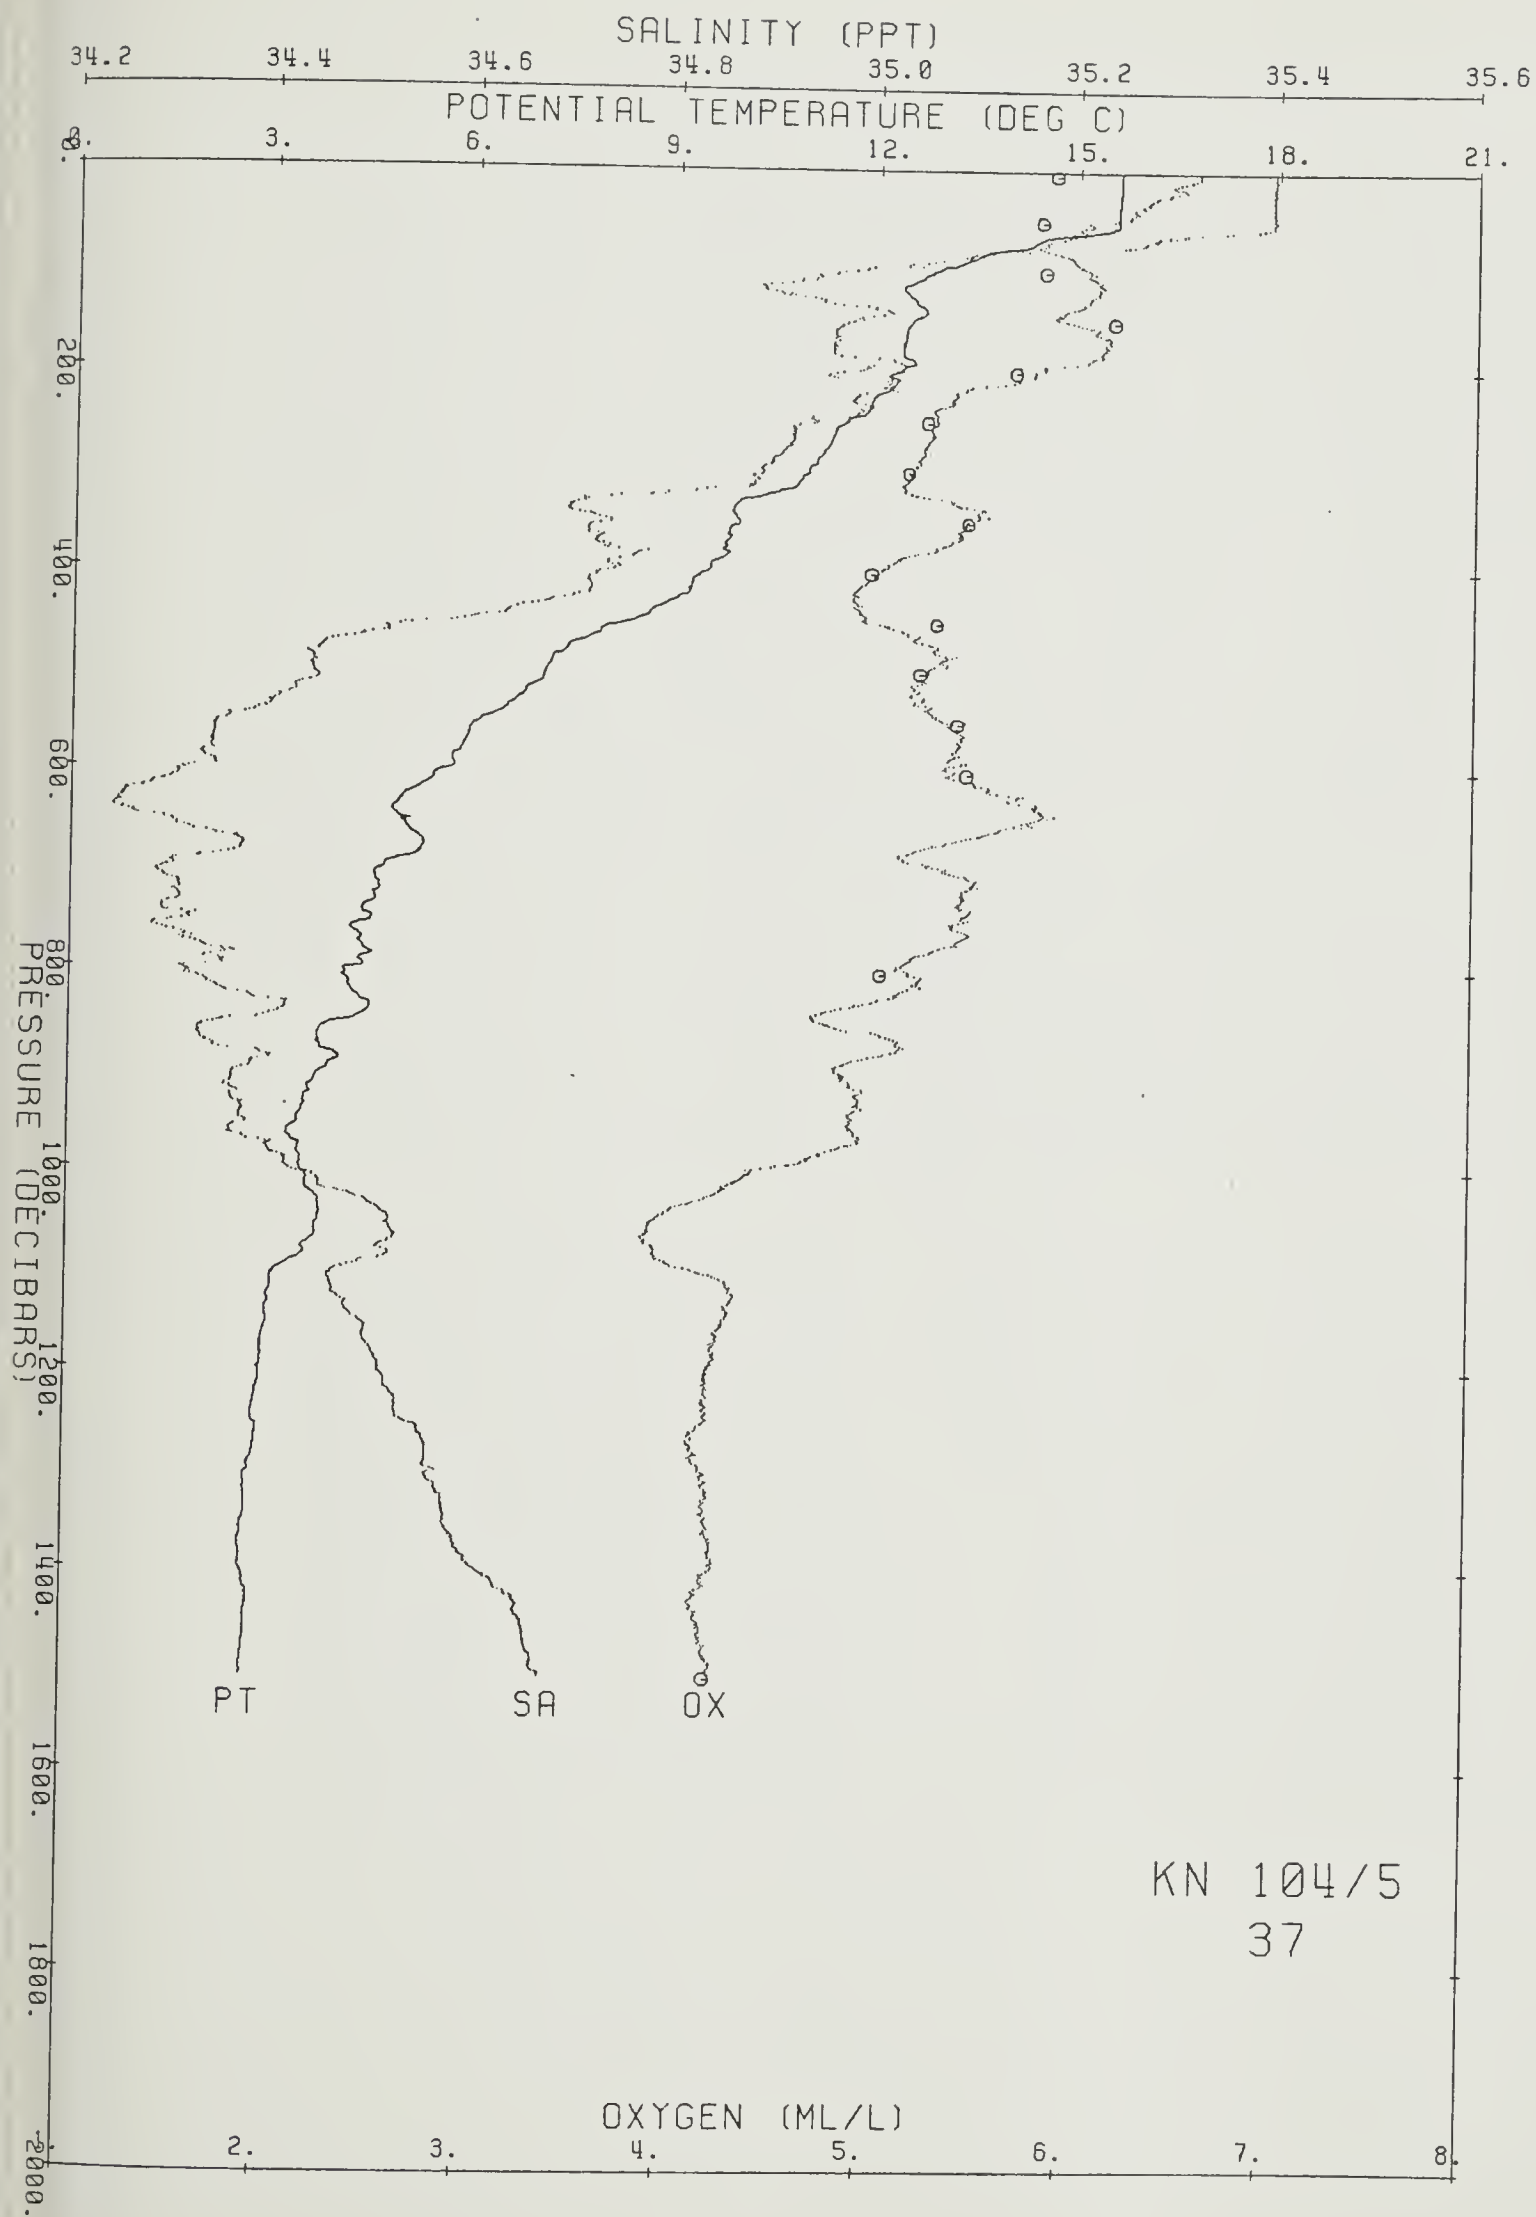 SALINITY (PPT)
34.2 34.4 34.6 34.8 35.0 35.2 35.4 35.6
POTENTIAL TEMPERATURE (DEG C)
0. 3. 6. 9. 12. 15. 18. 21.
0.
200.
400.
600.
800.
1000.
1200.
1400.
1600.
1800.
2000.
PRESSURE (DECIBARS)
PT SA OX
KN 104/5
37
OXYGEN (ML/L)
2. 3. 4. 5. 6. 7. 8.